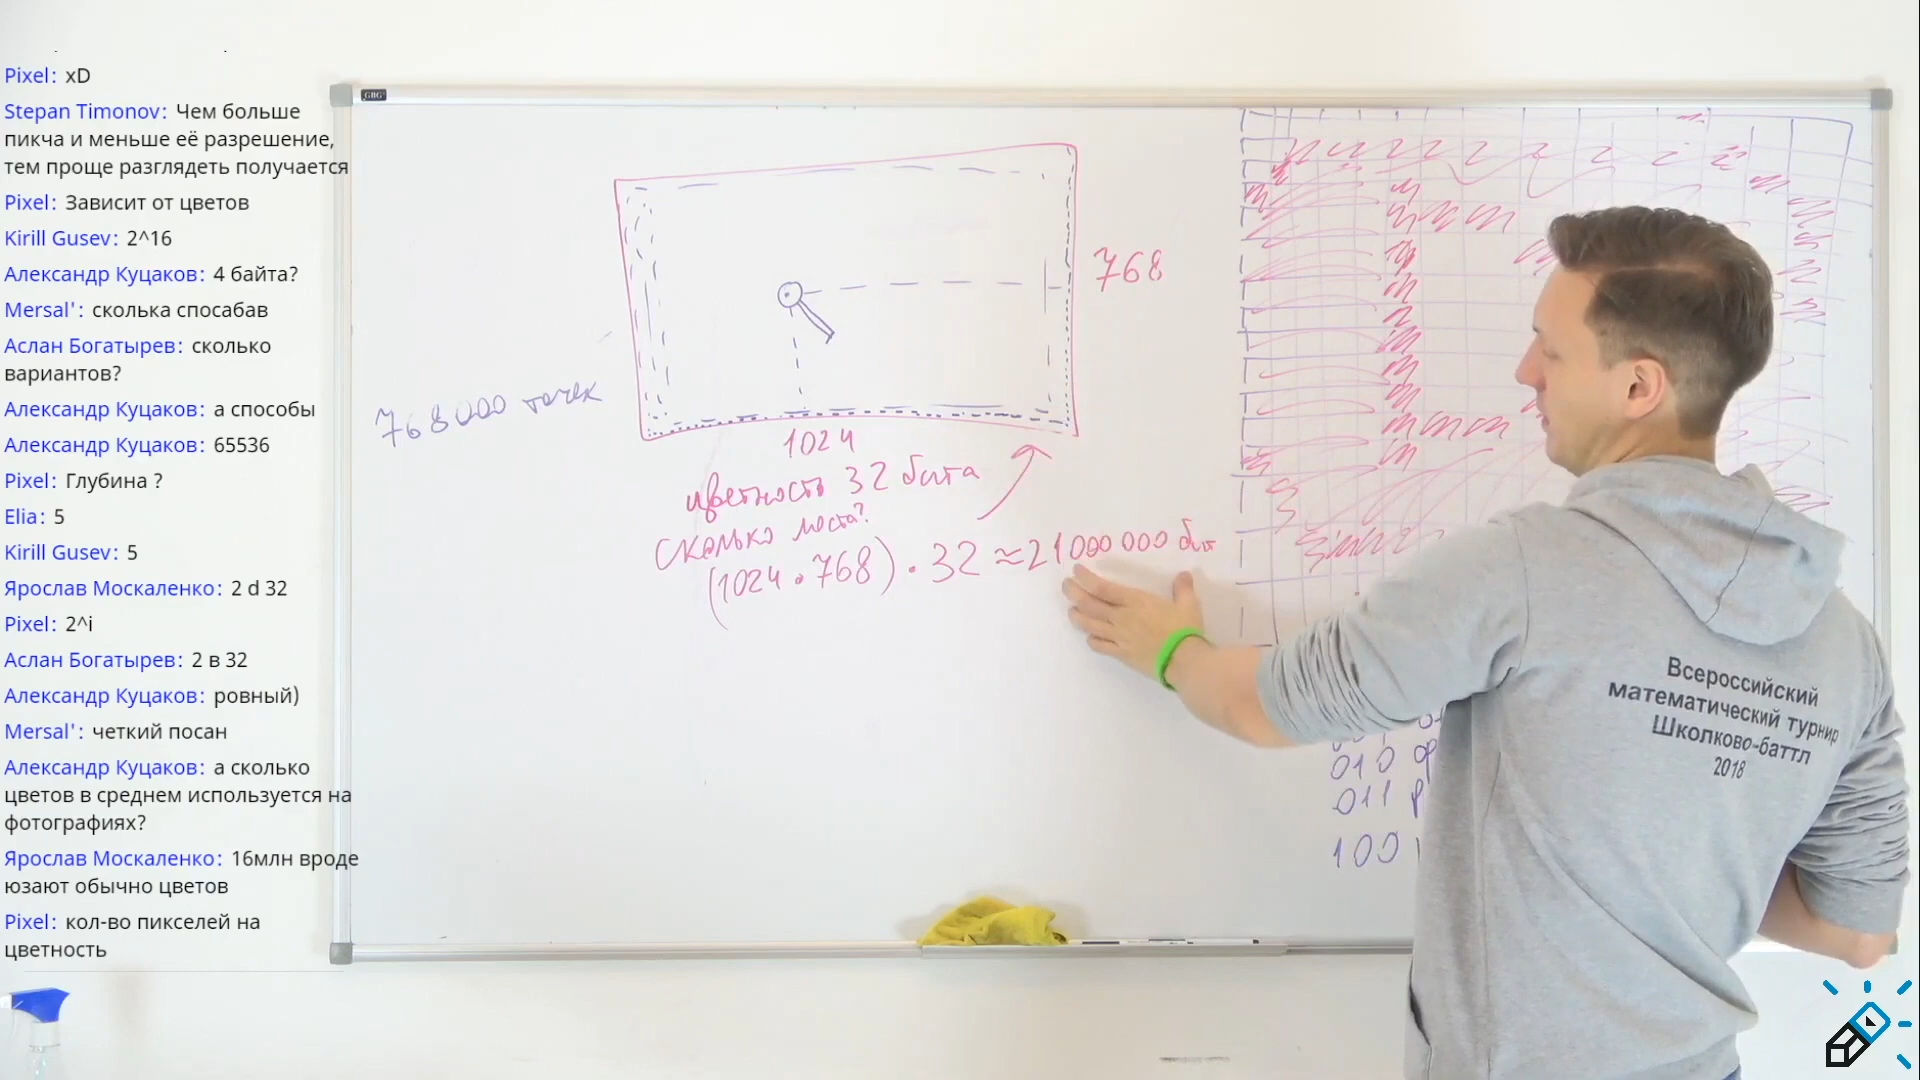 Pixel: xD
Stepan Timonov: Чем больше
пикча и меньше её разрешение,
тем проще разглядеть получается
Pixel: Зависит от цветов
Kirill Gusev: 2^16
Александр Куцаков: 4 байта?
Mersal': сколька спосабав
Аслан Богатырев: сколько
вариантов?
Александр Куцаков: а способы
Александр Куцаков: 65536
Pixel: Глубина ?
Elia: 5
Kirill Gusev: 5
Ярослав Москаленко: 2 d 32
Pixel: 2^i
Аслан Богатырев: 2 в 32
Александр Куцаков: ровный)
Mersal': четкий посан
Александр Куцаков: а сколько
цветов в среднем используется на
фотографиях?
Ярослав Москаленко: 16млн вроде
юзают обычно цветов
Pixel: кол-во пикселей на
цветность
768
768000 точек
1024
цветность 32 бита
сколько места?
(1024 • 768) • 32 ≈ 21000000 бит
010
011
100
Всероссийский
математический турнир
Школково-баттл
2018